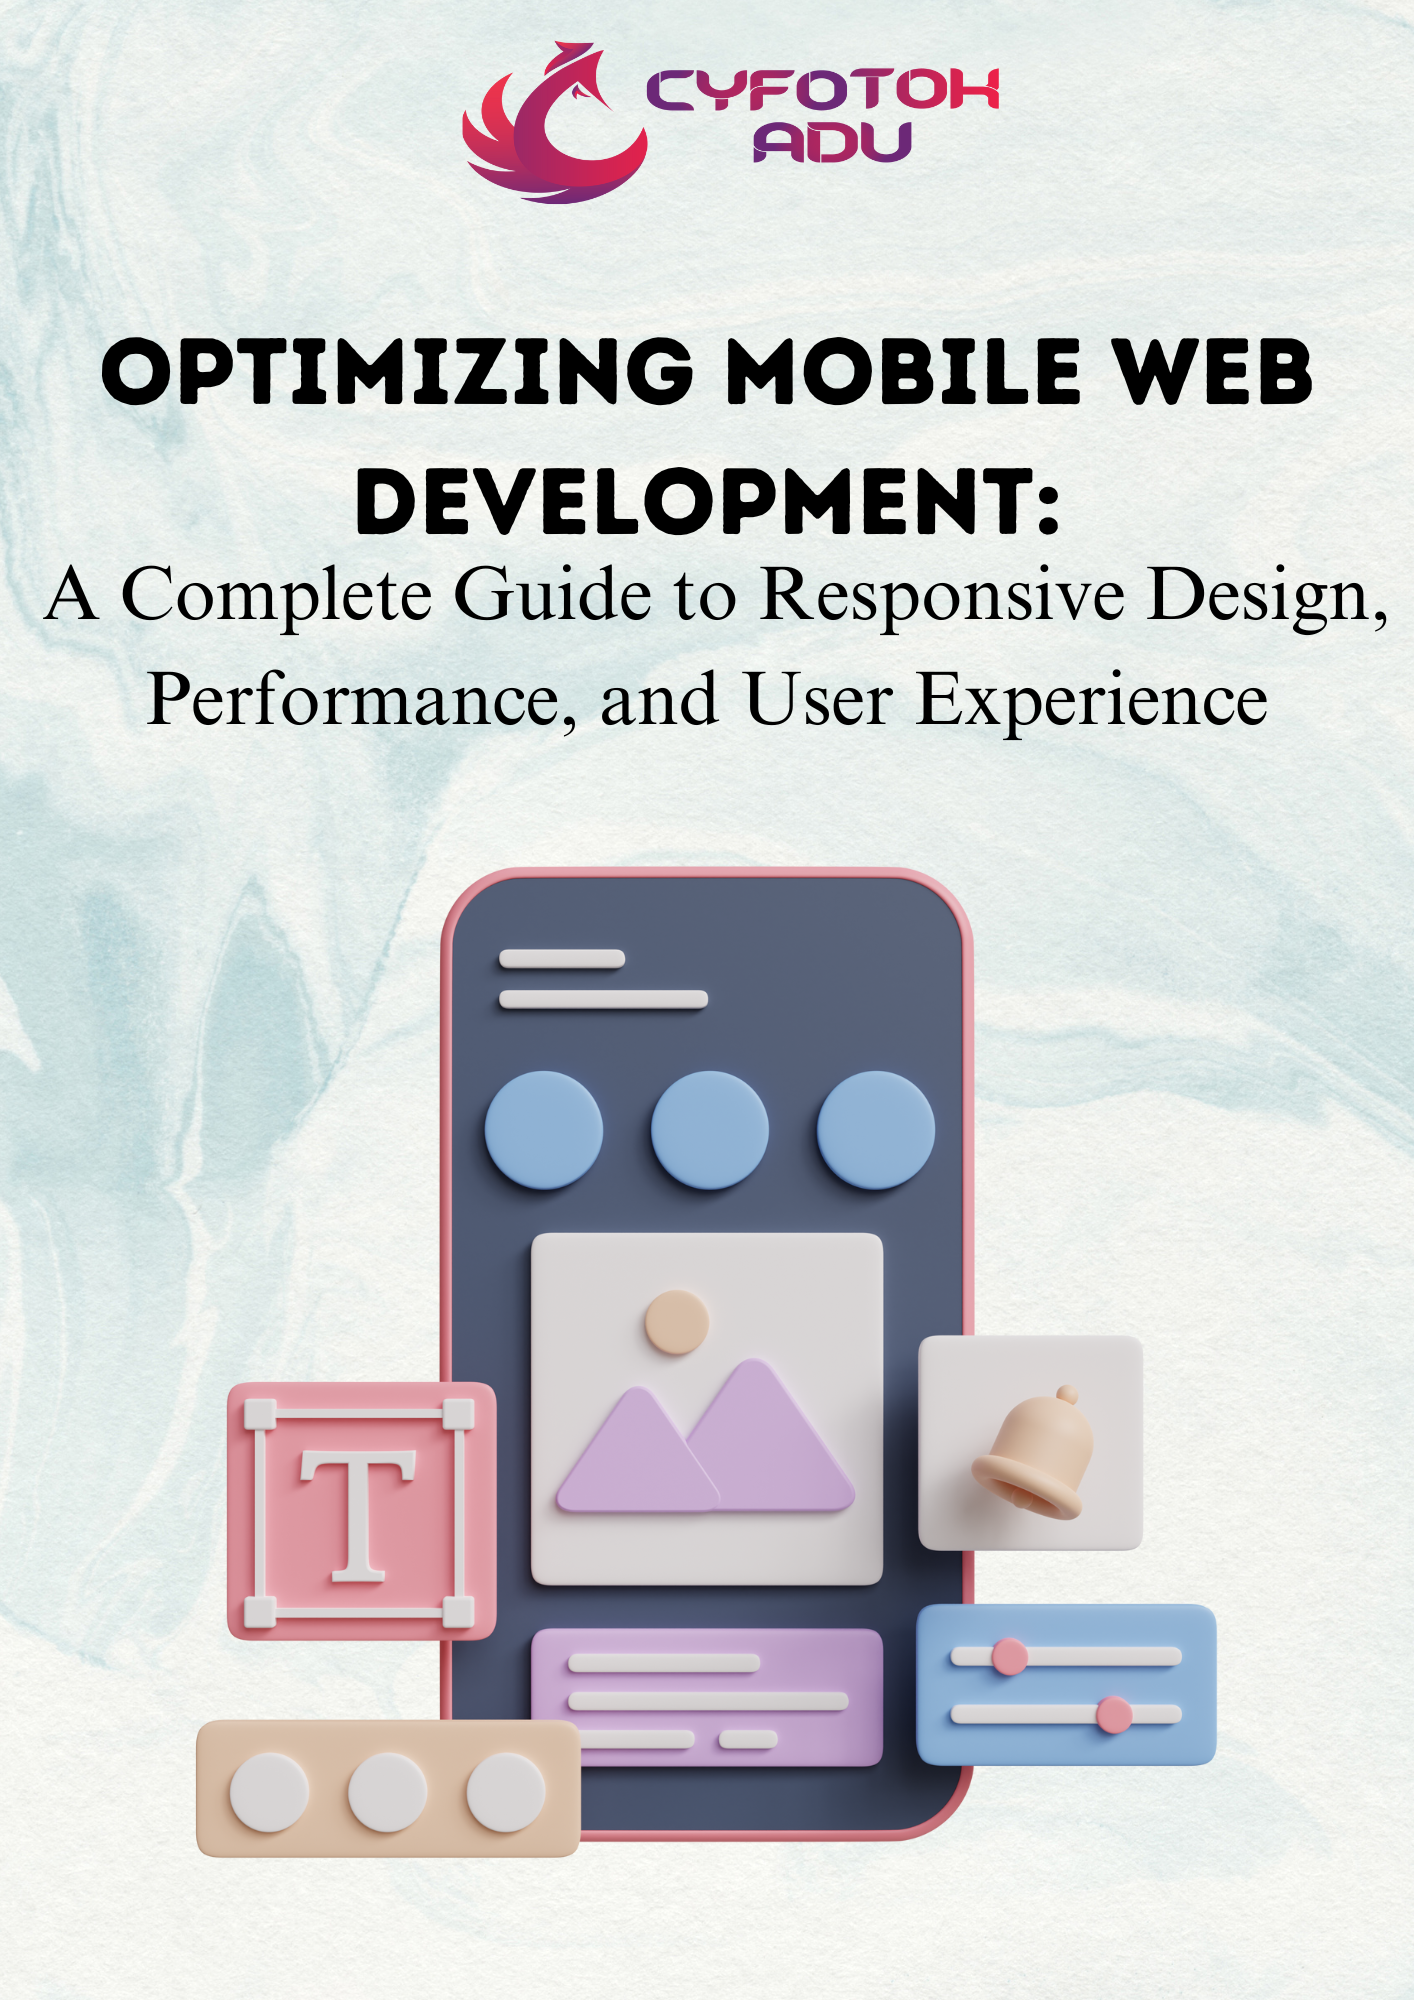 CYFOTOK
ADU
OPTIMIZING MOBILE WEB
DEVELOPMENT:
A Complete Guide to Responsive Design,
Performance, and User Experience
T